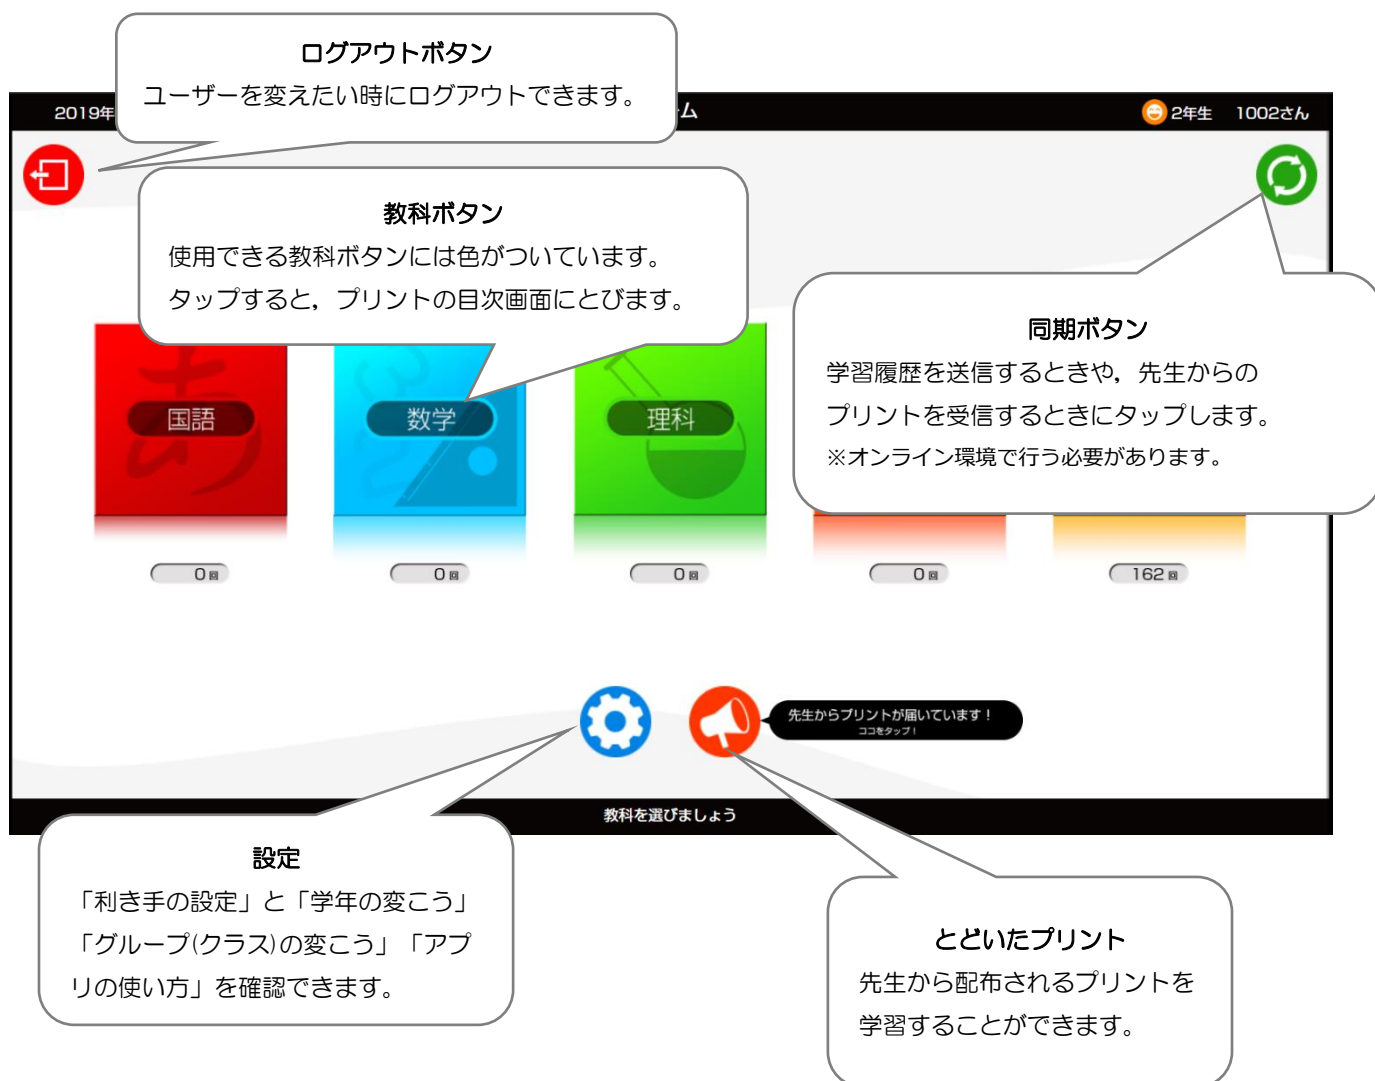 ログアウトボタン
ユーザーを変えたい時にログアウトできます。
2019年
ム
2年生 1002さん
教科ボタン
使用できる教科ボタンには色がついています。
タップすると，プリントの目次画面にとびます。
同期ボタン
学習履歴を送信するときや，先生からの
プリントを受信するときにタップします。
※オンライン環境で行う必要があります。
国語
数学
理科
0回
0回
0回
0回
162回
先生からプリントが届いています！
ココをタップ！
教科を選びましょう
設定
「利き手の設定」と「学年の変こう」
「グループ(クラス)の変こう」「アプ
リの使い方」を確認できます。
とどいたプリント
先生から配布されるプリントを
学習することができます。